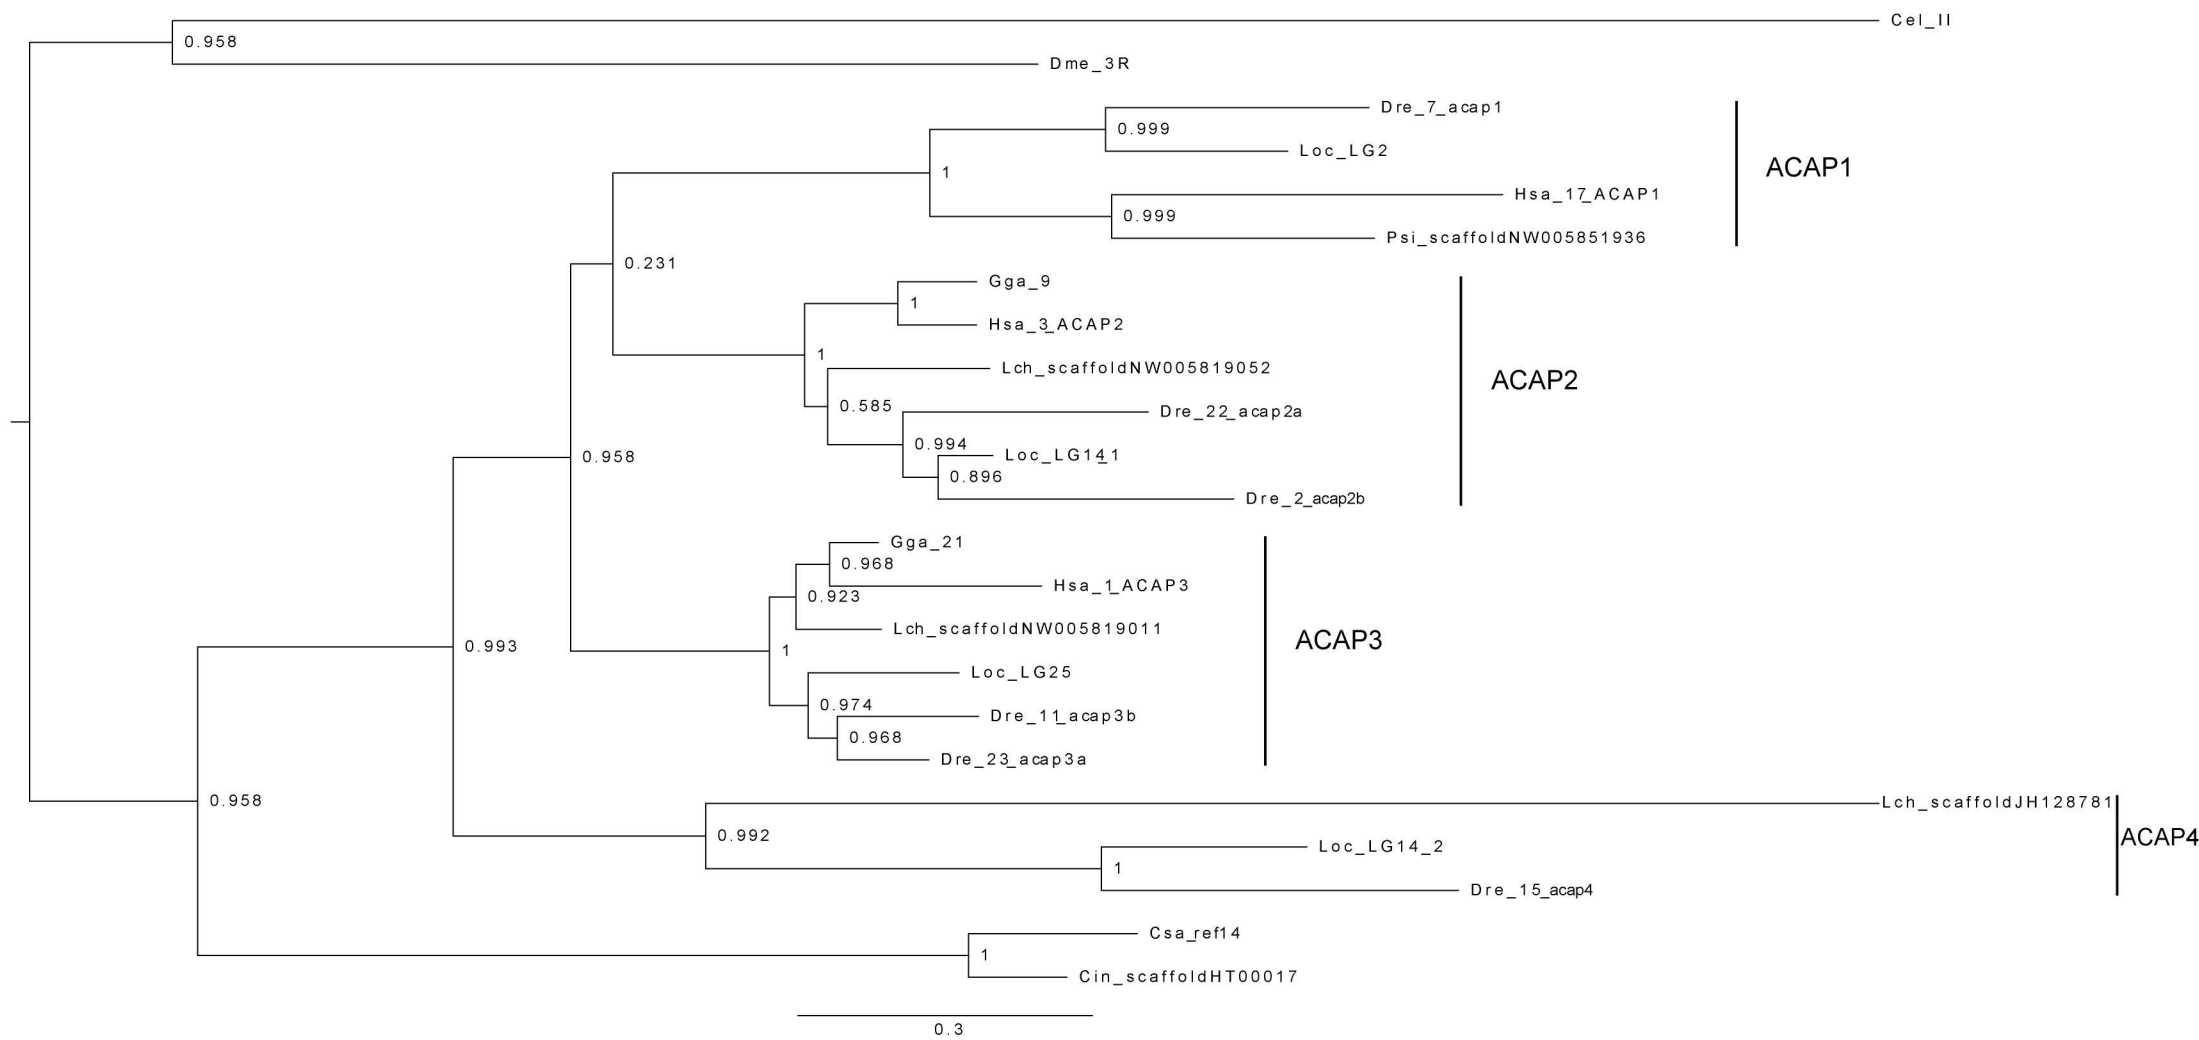 Cel_II
0.958
Dme_3R
Dre_7_acap1
0.999
Loc_LG2
ACAP1
1
Hsa_17_ACAP1
0.999
Psi_scaffoldNW005851936
0.231
Gga_9
1
Hsa_3_ACAP2
1
Lch_scaffoldNW005819052
ACAP2
0.585
Dre_22_acap2a
0.994
Loc_LG14_1
0.958
0.896
Dre_2_acap2b
Gga_21
0.968
Hsa_1_ACAP3
0.923
Lch_scaffoldNW005819011
ACAP3
0.993
1
Loc_LG25
0.974
Dre_11_acap3b
0.968
Dre_23_acap3a
0.958
Lch_scaffoldJH128781
0.992
ACAP4
Loc_LG14_2
1
Dre_15_acap4
Csa_ref14
1
Cin_scaffoldHT00017
0.3